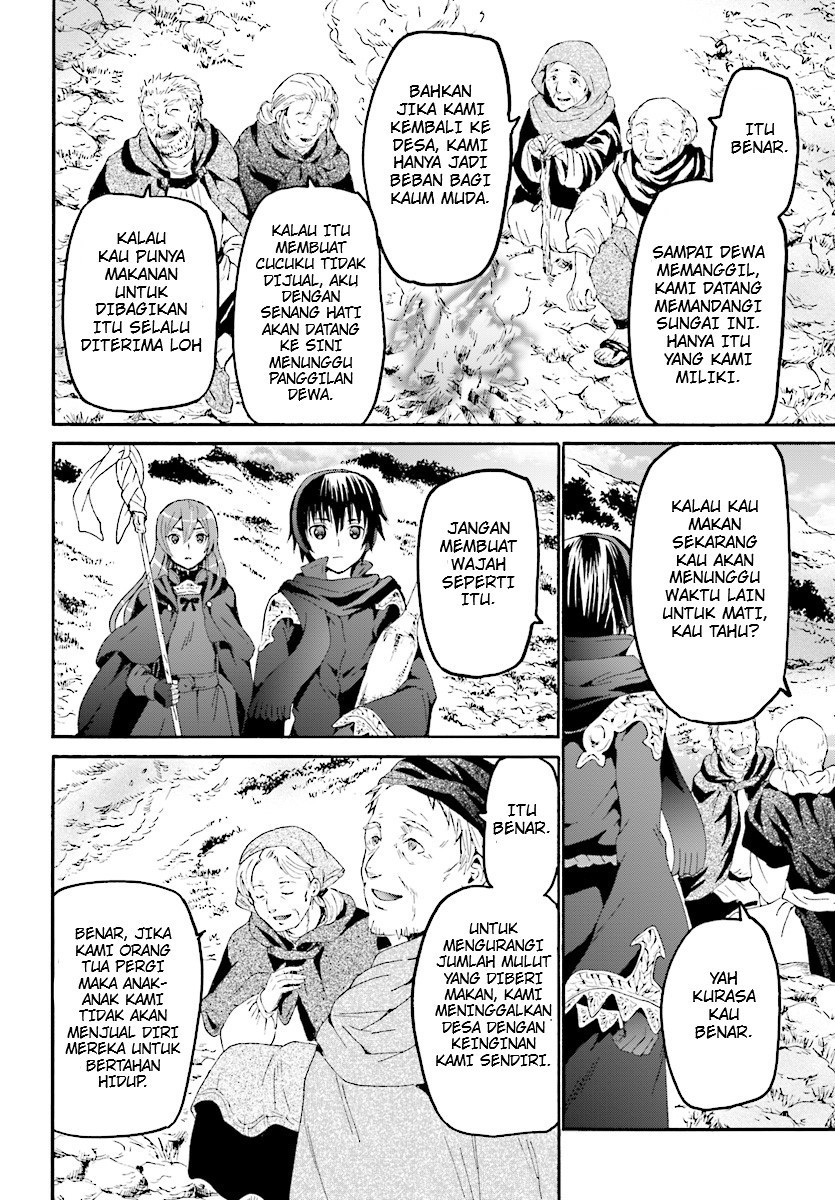 ITU
BENAR.
SAMPAI DEWA
MEMANGGIL,
KAMI DATANG
MEMANDANGI
SUNGAI INI.
HANYA ITU
YANG KAMI
MILIKI.
BAHKAN
JIKA KAMI
KEMBALI KE
DESA, KAMI
HANYA JADI
BEBAN BAGI
KAUM MUDA.
KALAU ITU
MEMBUAT
CUCUKU TIDAK
DIJUAL, AKU
DENGAN
SENANG HATI
AKAN DATANG
KE SINI
MENUNGGU
PANGGILAN
DEWA.
KALAU
KAU PUNYA
MAKANAN
UNTUK
DIBAGIKAN
ITU SELALU
DITERIMA LOH
KALAU KAU
MAKAN
SEKARANG
KAU AKAN
MENUNGGU
WAKTU LAIN
UNTUK MATI,
KAU TAHU?
YAH
KURASA
KAU
BENAR.
JANGAN
MEMBUAT
WAJAH
SEPERTI
ITU.
ITU
BENAR.
UNTUK
MENGURANGI
JUMLAH MULUT
YANG DIBERI
MAKAN, KAMI
MENINGGALKAN
DESA DENGAN
KEINGINAN
KAMI SENDIRI.
BENAR, JIKA
KAMI ORANG
TUA PERGI
MAKA ANAK-
ANAK KAMI
TIDAK AKAN
MENJUAL DIRI
MEREKA UNTUK
BERTAHAN
HIDUP.